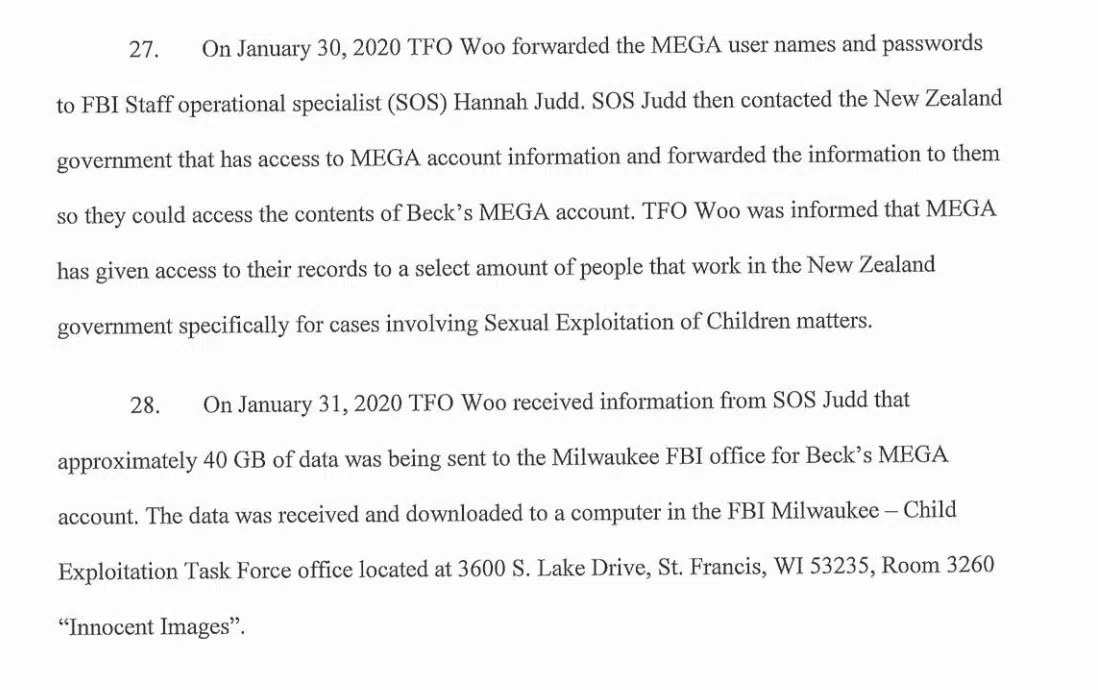 27. On January 30, 2020 TFO Woo forwarded the MEGA user names and passwords
to FBI Staff operational specialist (SOS) Hannah Judd. SOS Judd then contacted the New Zealand
government that has access to MEGA account information and forwarded the information to them
so they could access the contents of Beck's MEGA account. TFO Woo was informed that MEGA
has given access to their records to a select amount of people that work in the New Zealand
government specifically for cases involving Sexual Exploitation of Children matters.
28. On January 31, 2020 TFO Woo received information from SOS Judd that
approximately 40 GB of data was being sent to the Milwaukee FBI office for Beck's MEGA
account. The data was received and downloaded to a computer in the FBI Milwaukee – Child
Exploitation Task Force office located at 3600 S. Lake Drive, St. Francis, WI 53235, Room 3260
“Innocent Images”.